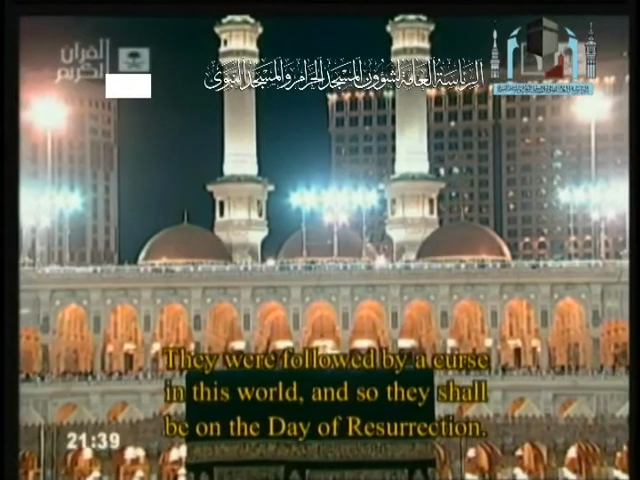 القرآن
الكريم
الرئاسة العامة لشؤون المسجد الحرام والمسجد النبوي
They were followed by a curse
in this world, and so they shall
be on the Day of Resurrection.
21:39